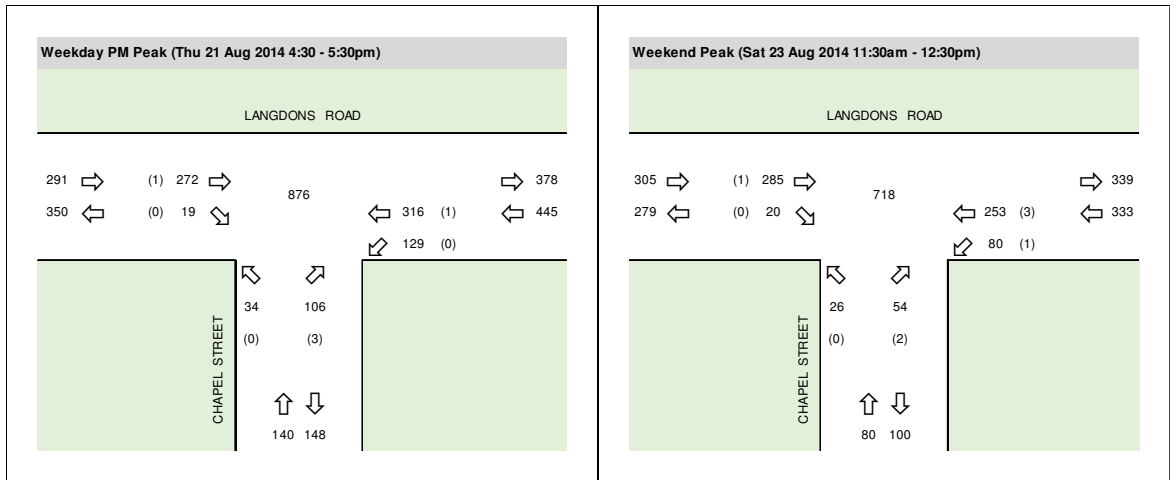 Weekday PM Peak (Thu 21 Aug 2014 4:30 - 5:30pm)
LANGDONS ROAD
291 (1) 272 876 378
350 (0) 19 316 (1) 445
129 (0)
34 106
(0) (3)
CHAPEL STREET
140 148
Weekend Peak (Sat 23 Aug 2014 11:30am - 12:30pm)
LANGDONS ROAD
305 (1) 285 718 339
279 (0) 20 253 (3) 333
80 (1)
26 54
(0) (2)
CHAPEL STREET
80 100